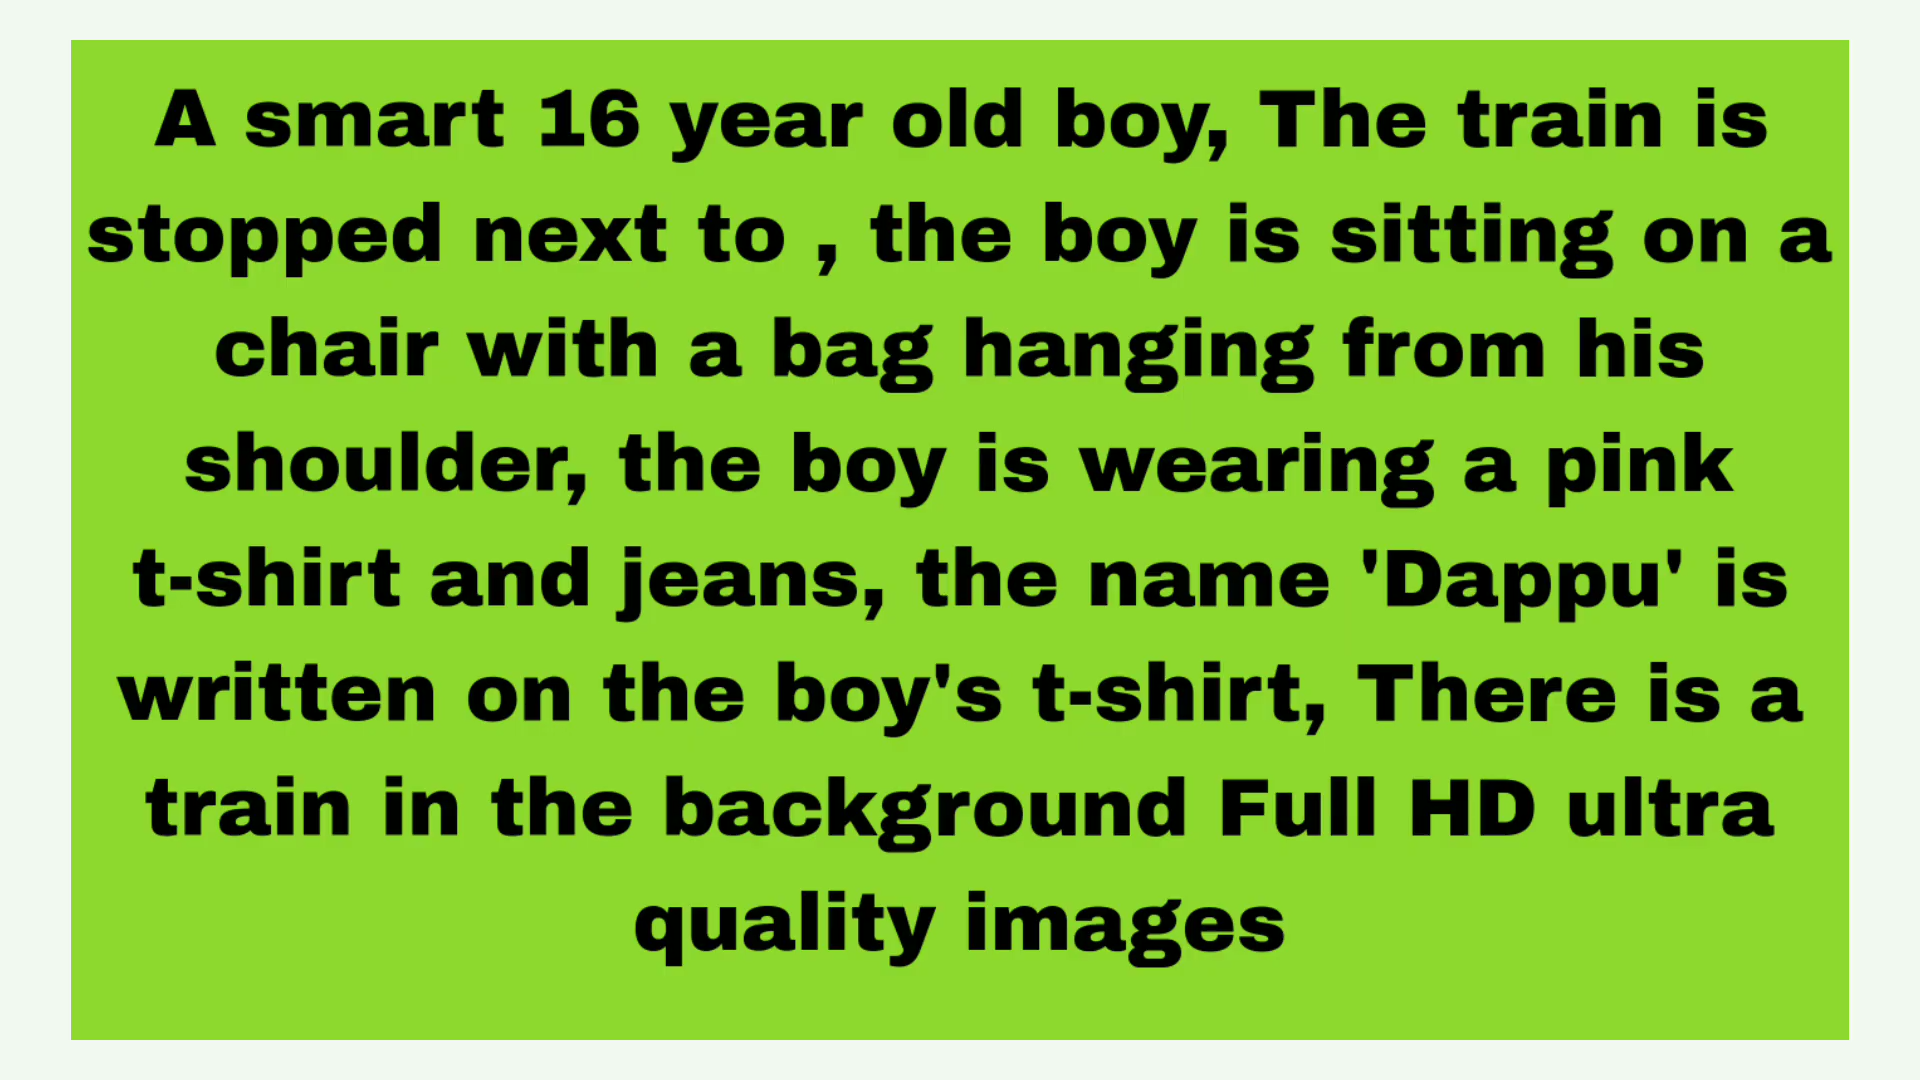 A smart 16 year old boy, The train is
stopped next to , the boy is sitting on a
chair with a bag hanging from his
shoulder, the boy is wearing a pink
t-shirt and jeans, the name 'Dappu' is
written on the boy's t-shirt, There is a
train in the background Full HD ultra
quality images